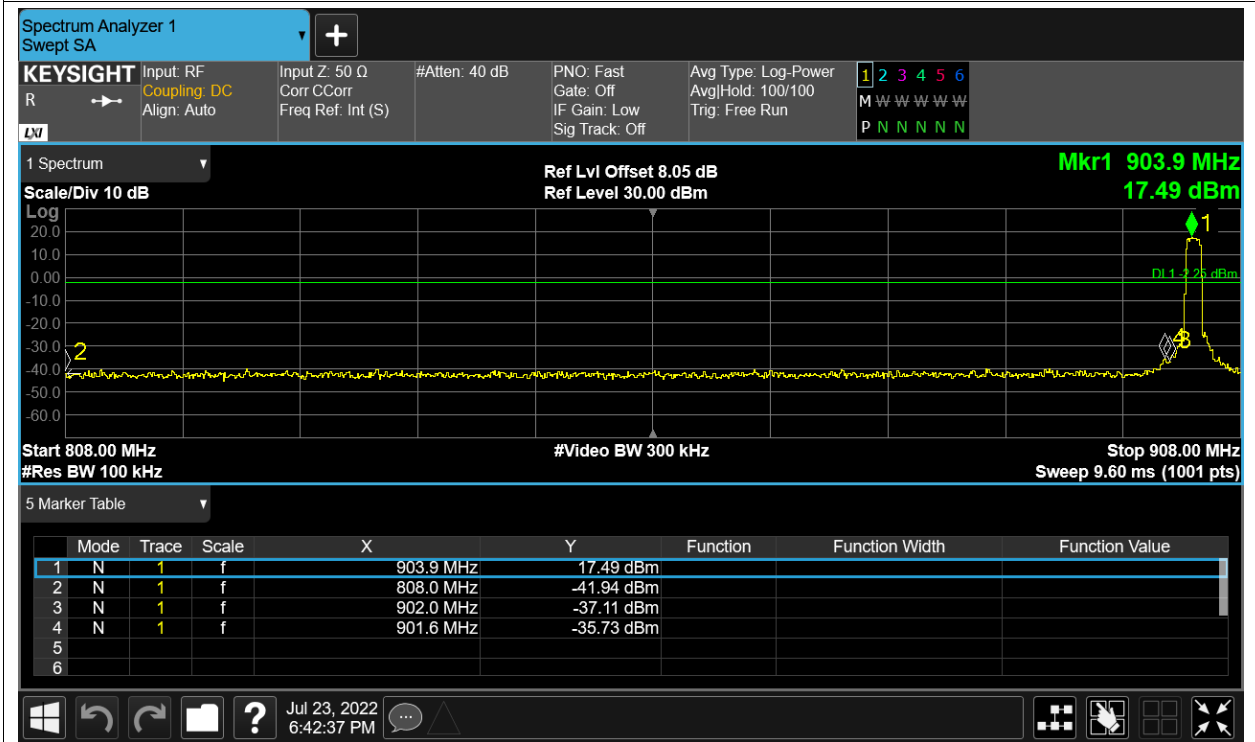 Spectrum Analyzer 1
Swept SA
+
KEYSIGHT Input: RF Input Z: 50 Ω #Atten: 40 dB PNO: Fast Avg Type: Log-Power 1 2 3 4 5 6
R Coupling: DC Corr CCorr Gate: Off Avg|Hold: 100/100 M W W W W W
Align: Auto Freq Ref: Int (S) IF Gain: Low Trig: Free Run
LXI Sig Track: Off P N N N N N
1 Spectrum Ref Lvl Offset 8.05 dB Mkr1 903.9 MHz
Scale/Div 10 dB Ref Level 30.00 dBm 17.49 dBm
Log
1
20.0
10.0
0.00 DL1 -2.25 dBm
-10.0
-20.0
-30.0 2 3
-40.0
-50.0
-60.0
Start 808.00 MHz #Video BW 300 kHz Stop 908.00 MHz
#Res BW 100 kHz Sweep 9.60 ms (1001 pts)
5 Marker Table
Mode Trace Scale X Y Function Function Width Function Value
1 N 1 f 903.9 MHz 17.49 dBm
2 N 1 f 808.0 MHz -41.94 dBm
3 N 1 f 902.0 MHz -37.11 dBm
4 N 1 f 901.6 MHz -35.73 dBm
5
6
? Jul 23, 2022
6:42:37 PM